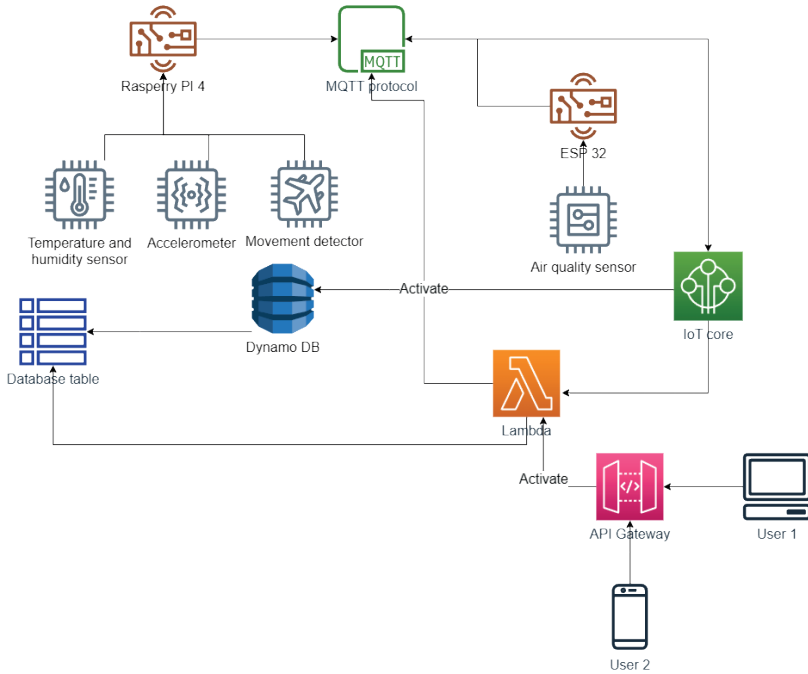 MQTT
Rasperry PI 4
MQTT protocol
ESP 32
Temperature and
humidity sensor
Accelerometer
Movement detector
Air quality sensor
Activate
IoT core
Dynamo DB
Database table
Lambda
Activate
API Gateway
User 1
User 2